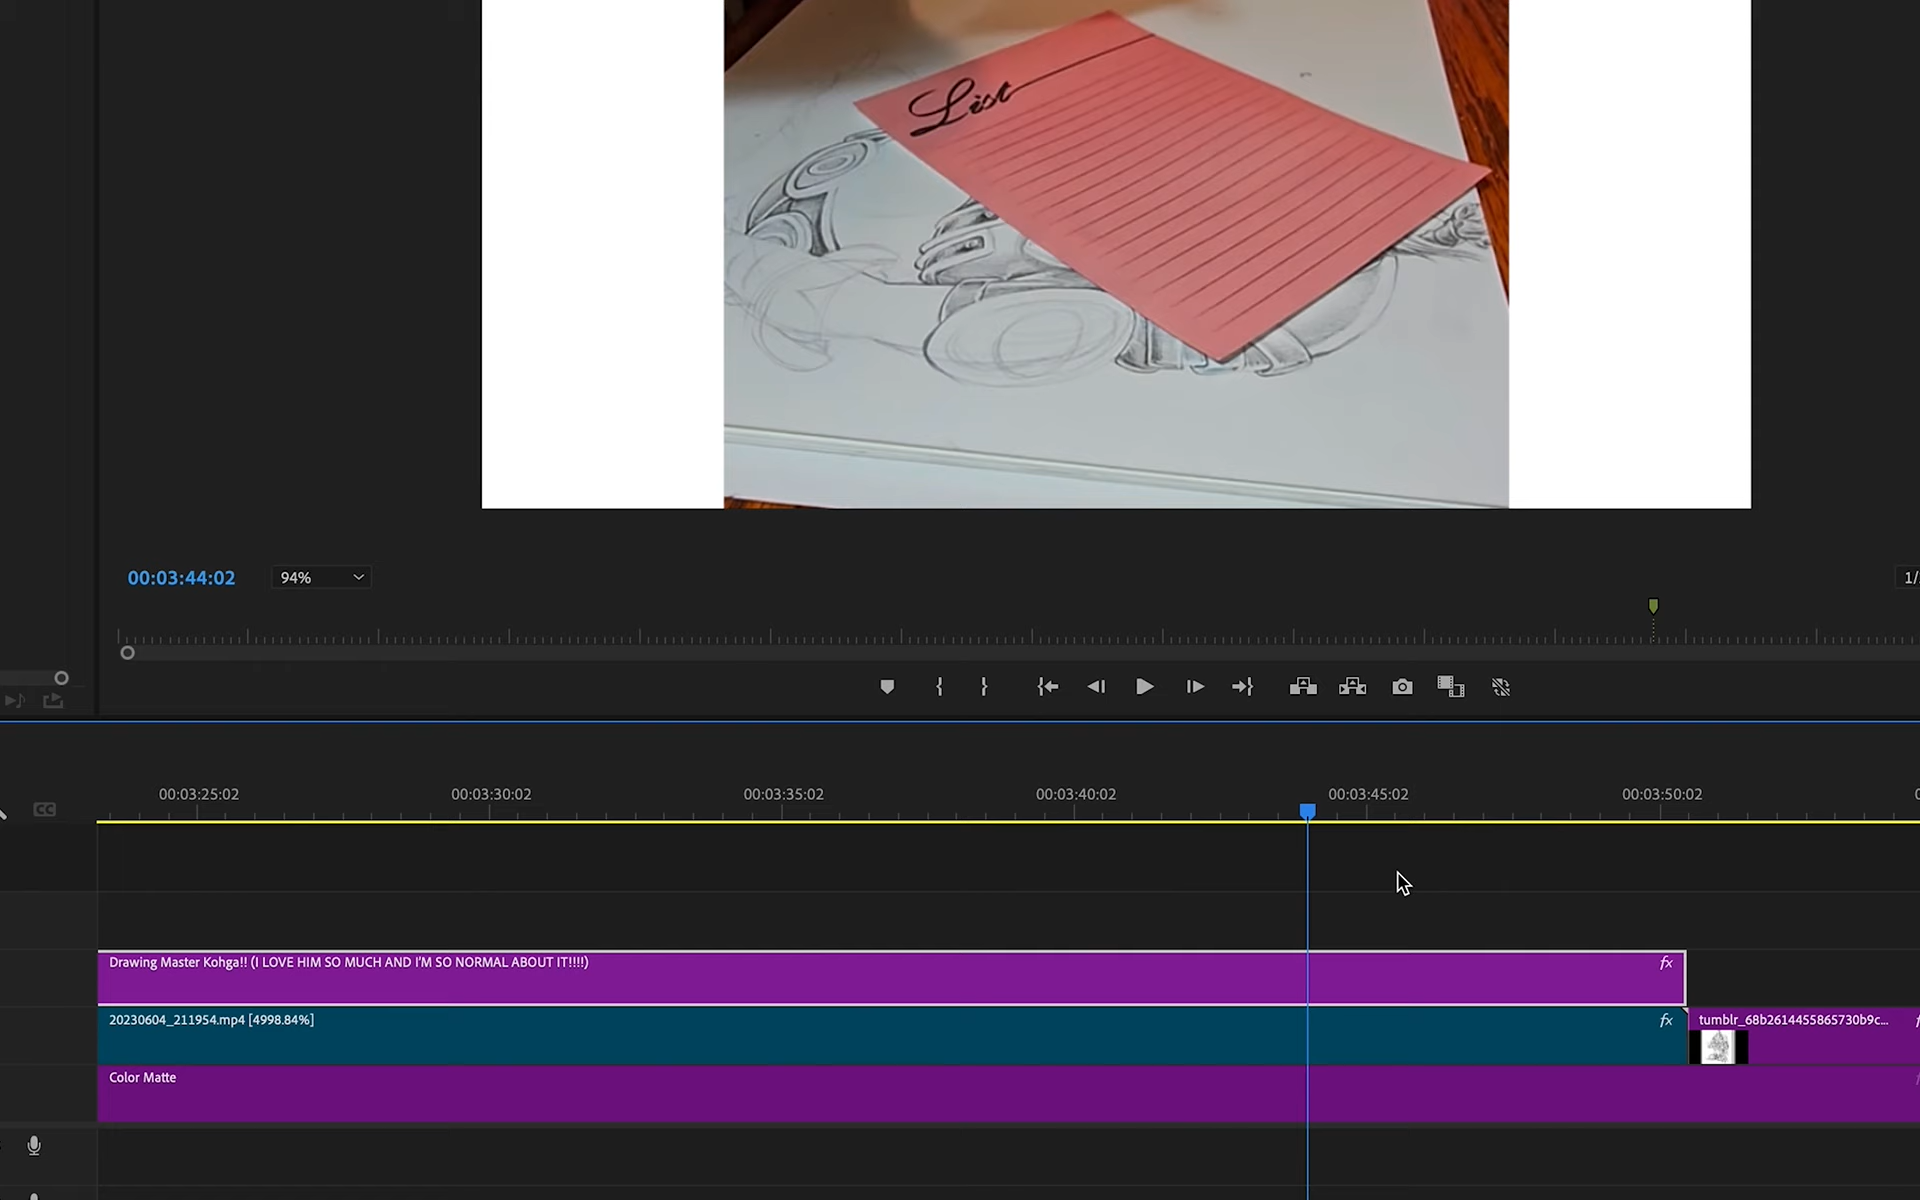 List
00:03:44:02
94%
1/
00:03:25:02
00:03:30:02
00:03:35:02
00:03:40:02
00:03:45:02
00:03:50:02
CC
Drawing Master Kohga!! (I LOVE HIM SO MUCH AND I'M SO NORMAL ABOUT IT!!!!)
fx
20230604_211954.mp4 [4998.84%]
fx
tumblr_68b2614455865730b9c...
Color Matte